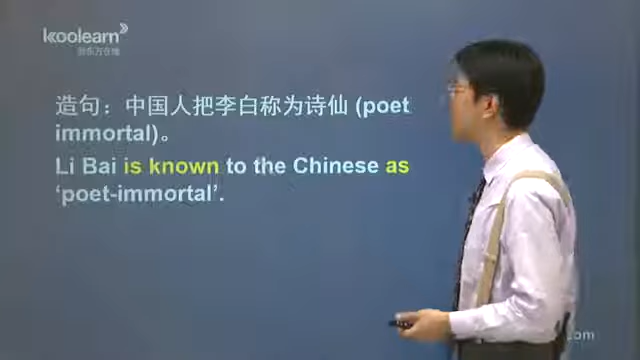 koolearn
新东方在线
造句：中国人把李白称为诗仙 (poet
immortal)。
Li Bai is known to the Chinese as
‘poet-immortal’.
.com